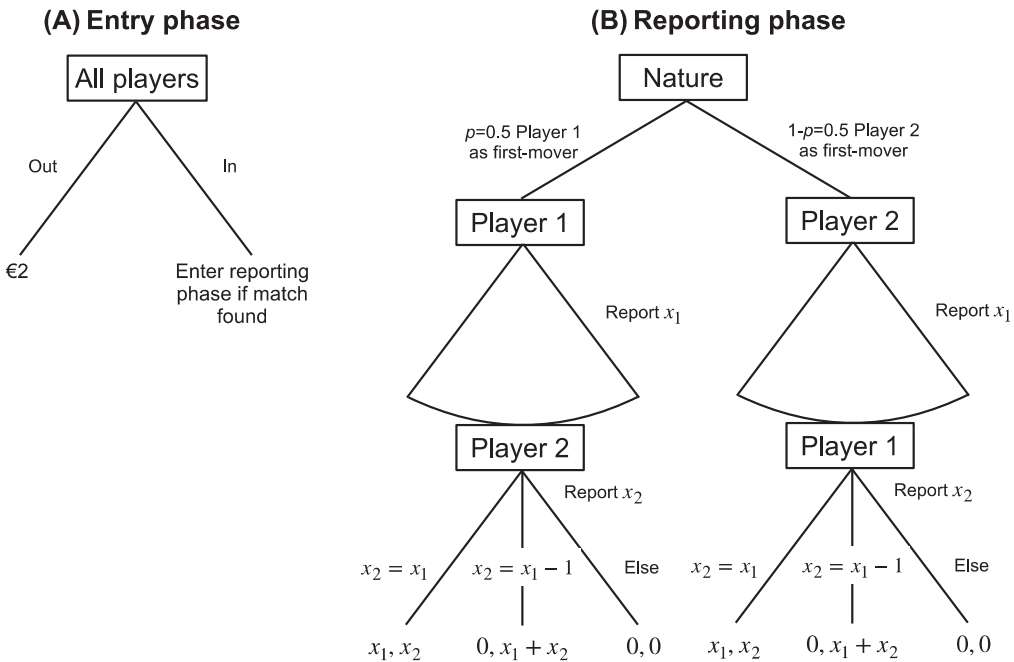 (A) Entry phase
All players
Out
In
€2
Enter reporting
phase if match
found
(B) Reporting phase
Nature
p=0.5 Player 1
as first-mover
1-p=0.5 Player 2
as first-mover
Player 1
Player 2
Report x₁
Report x₁
Player 2
Player 1
Report x₂
Report x₂
x₂ = x₁
x₂ = x₁ − 1
Else
x₂ = x₁
x₂ = x₁ − 1
Else
x₁, x₂
0, x₁ + x₂
0, 0
x₁, x₂
0, x₁ + x₂
0, 0